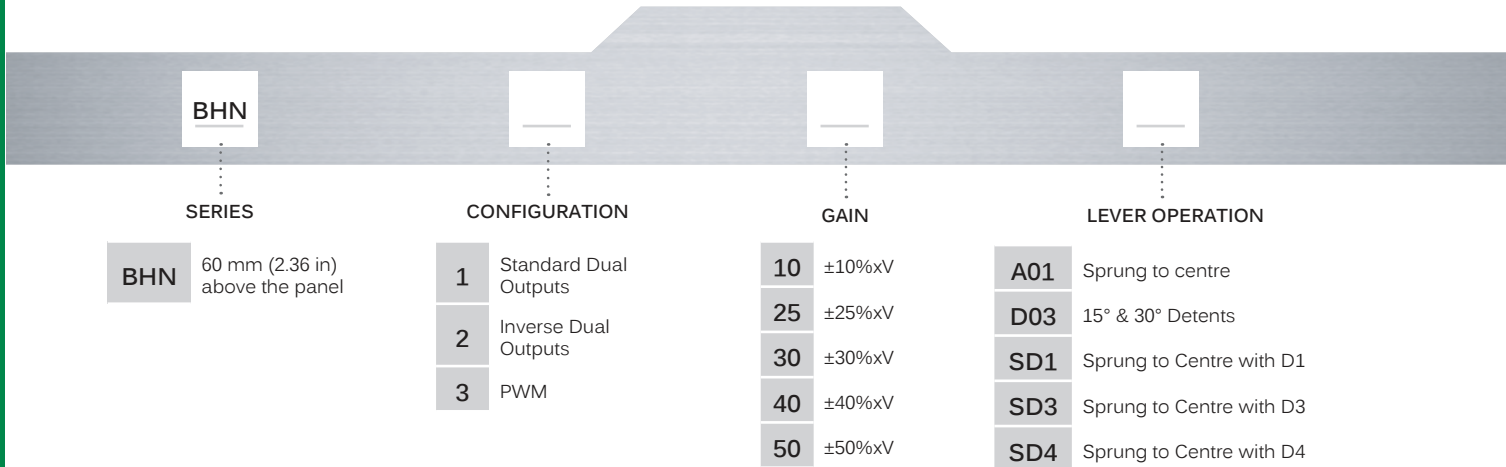 BHN
SERIES
BHN
60 mm (2.36 in)
above the panel
CONFIGURATION
1
Standard Dual
Outputs
2
Inverse Dual
Outputs
3
PWM
GAIN
10 ±10%xV
25 ±25%xV
30 ±30%xV
40 ±40%xV
50 ±50%xV
LEVER OPERATION
A01 Sprung to centre
D03 15° & 30° Detents
SD1 Sprung to Centre with D1
SD3 Sprung to Centre with D3
SD4 Sprung to Centre with D4